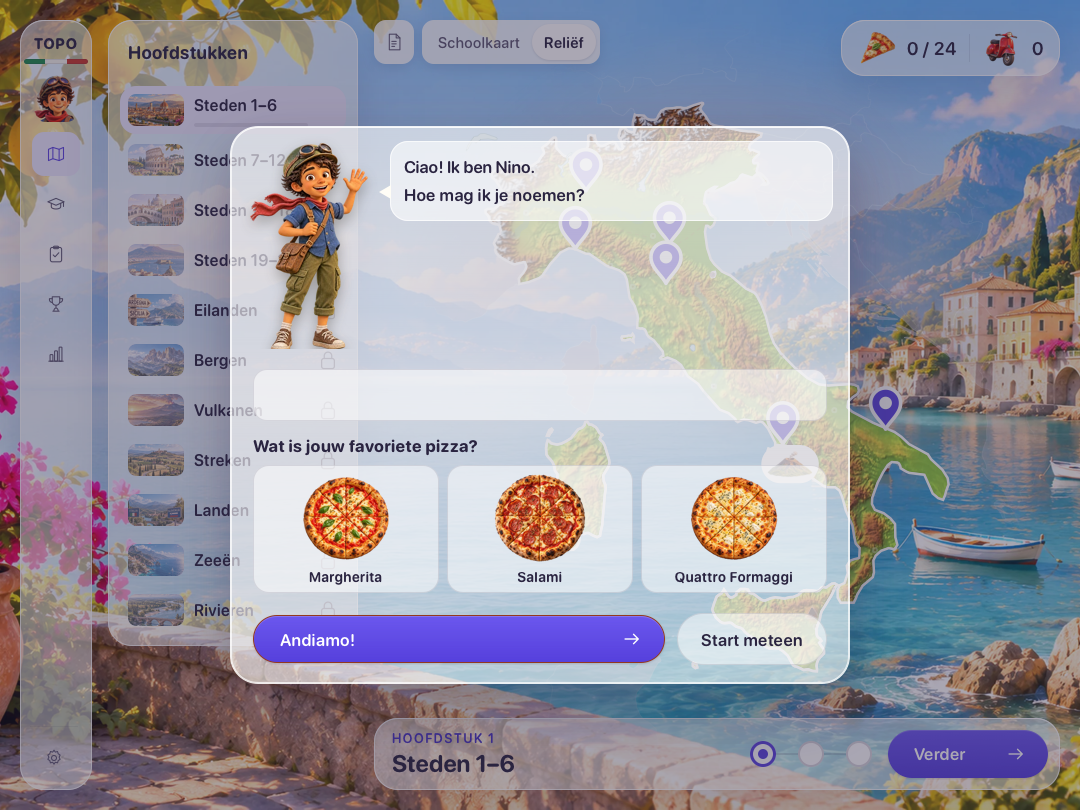 TOPO
Hoofdstukken
Schoolkaart
Reliëf
0 / 24
0
Steden 1–6
Steden 7–12
Steden
Steden 19–
Eilanden
Bergen
Vulkanen
Streken
Landen
Zeeën
Rivieren
Ciao! Ik ben Nino.
Hoe mag ik je noemen?
Wat is jouw favoriete pizza?
Margherita
Salami
Quattro Formaggi
Andiamo!
Start meteen
HOOFDSTUK 1
Steden 1–6
Verder